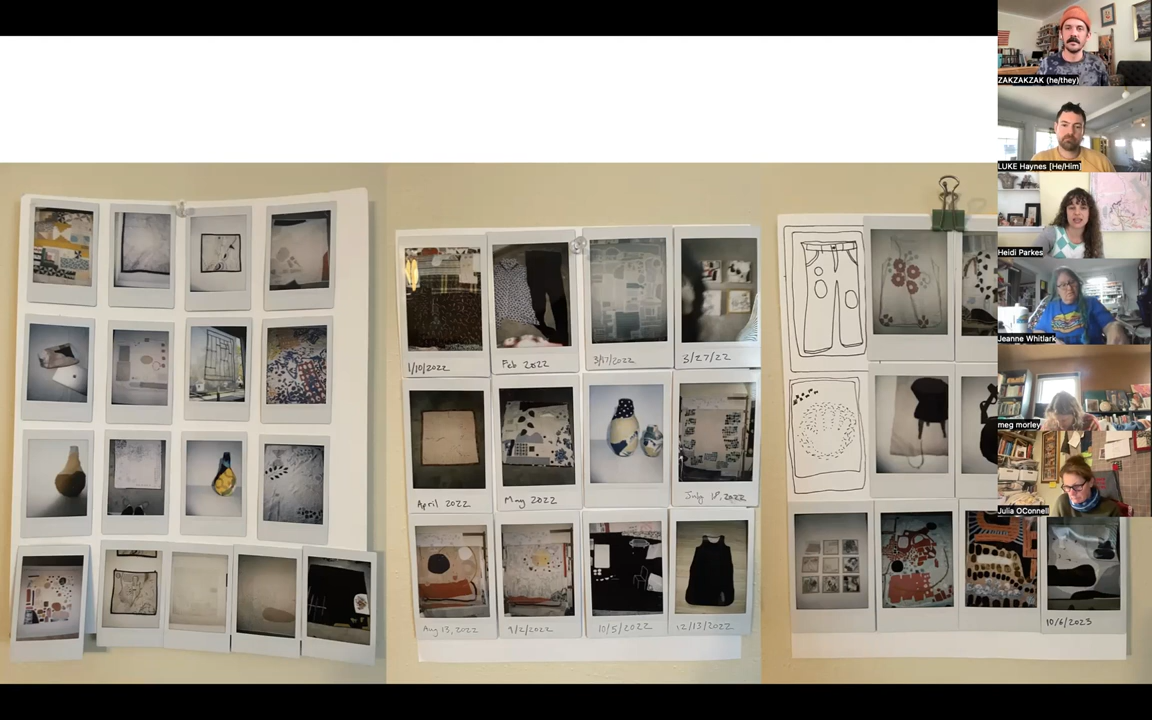 ZAKZAKZAK (he/they)
LUKE Haynes [He/Him]
Heidi Parkes
Jeanne Whitlark
meg morley
Julia OConnell
1/10/2022
Feb 2022
3/17/2022
3/27/22
April 2022
May 2022
July 1st, 2022
Aug 13, 2022
9/2/2022
10/5/2022
12/13/2022
10/6/2023